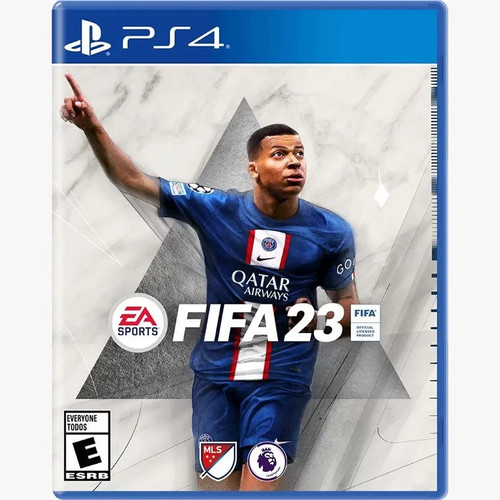 PS4
QATAR
AIRWAYS
GO
EA
SPORTS
FIFA 23
FIFA
OFFICIAL
LICENSED
PRODUCT
EVERYONE
TODOS
E
ESRB
MLS